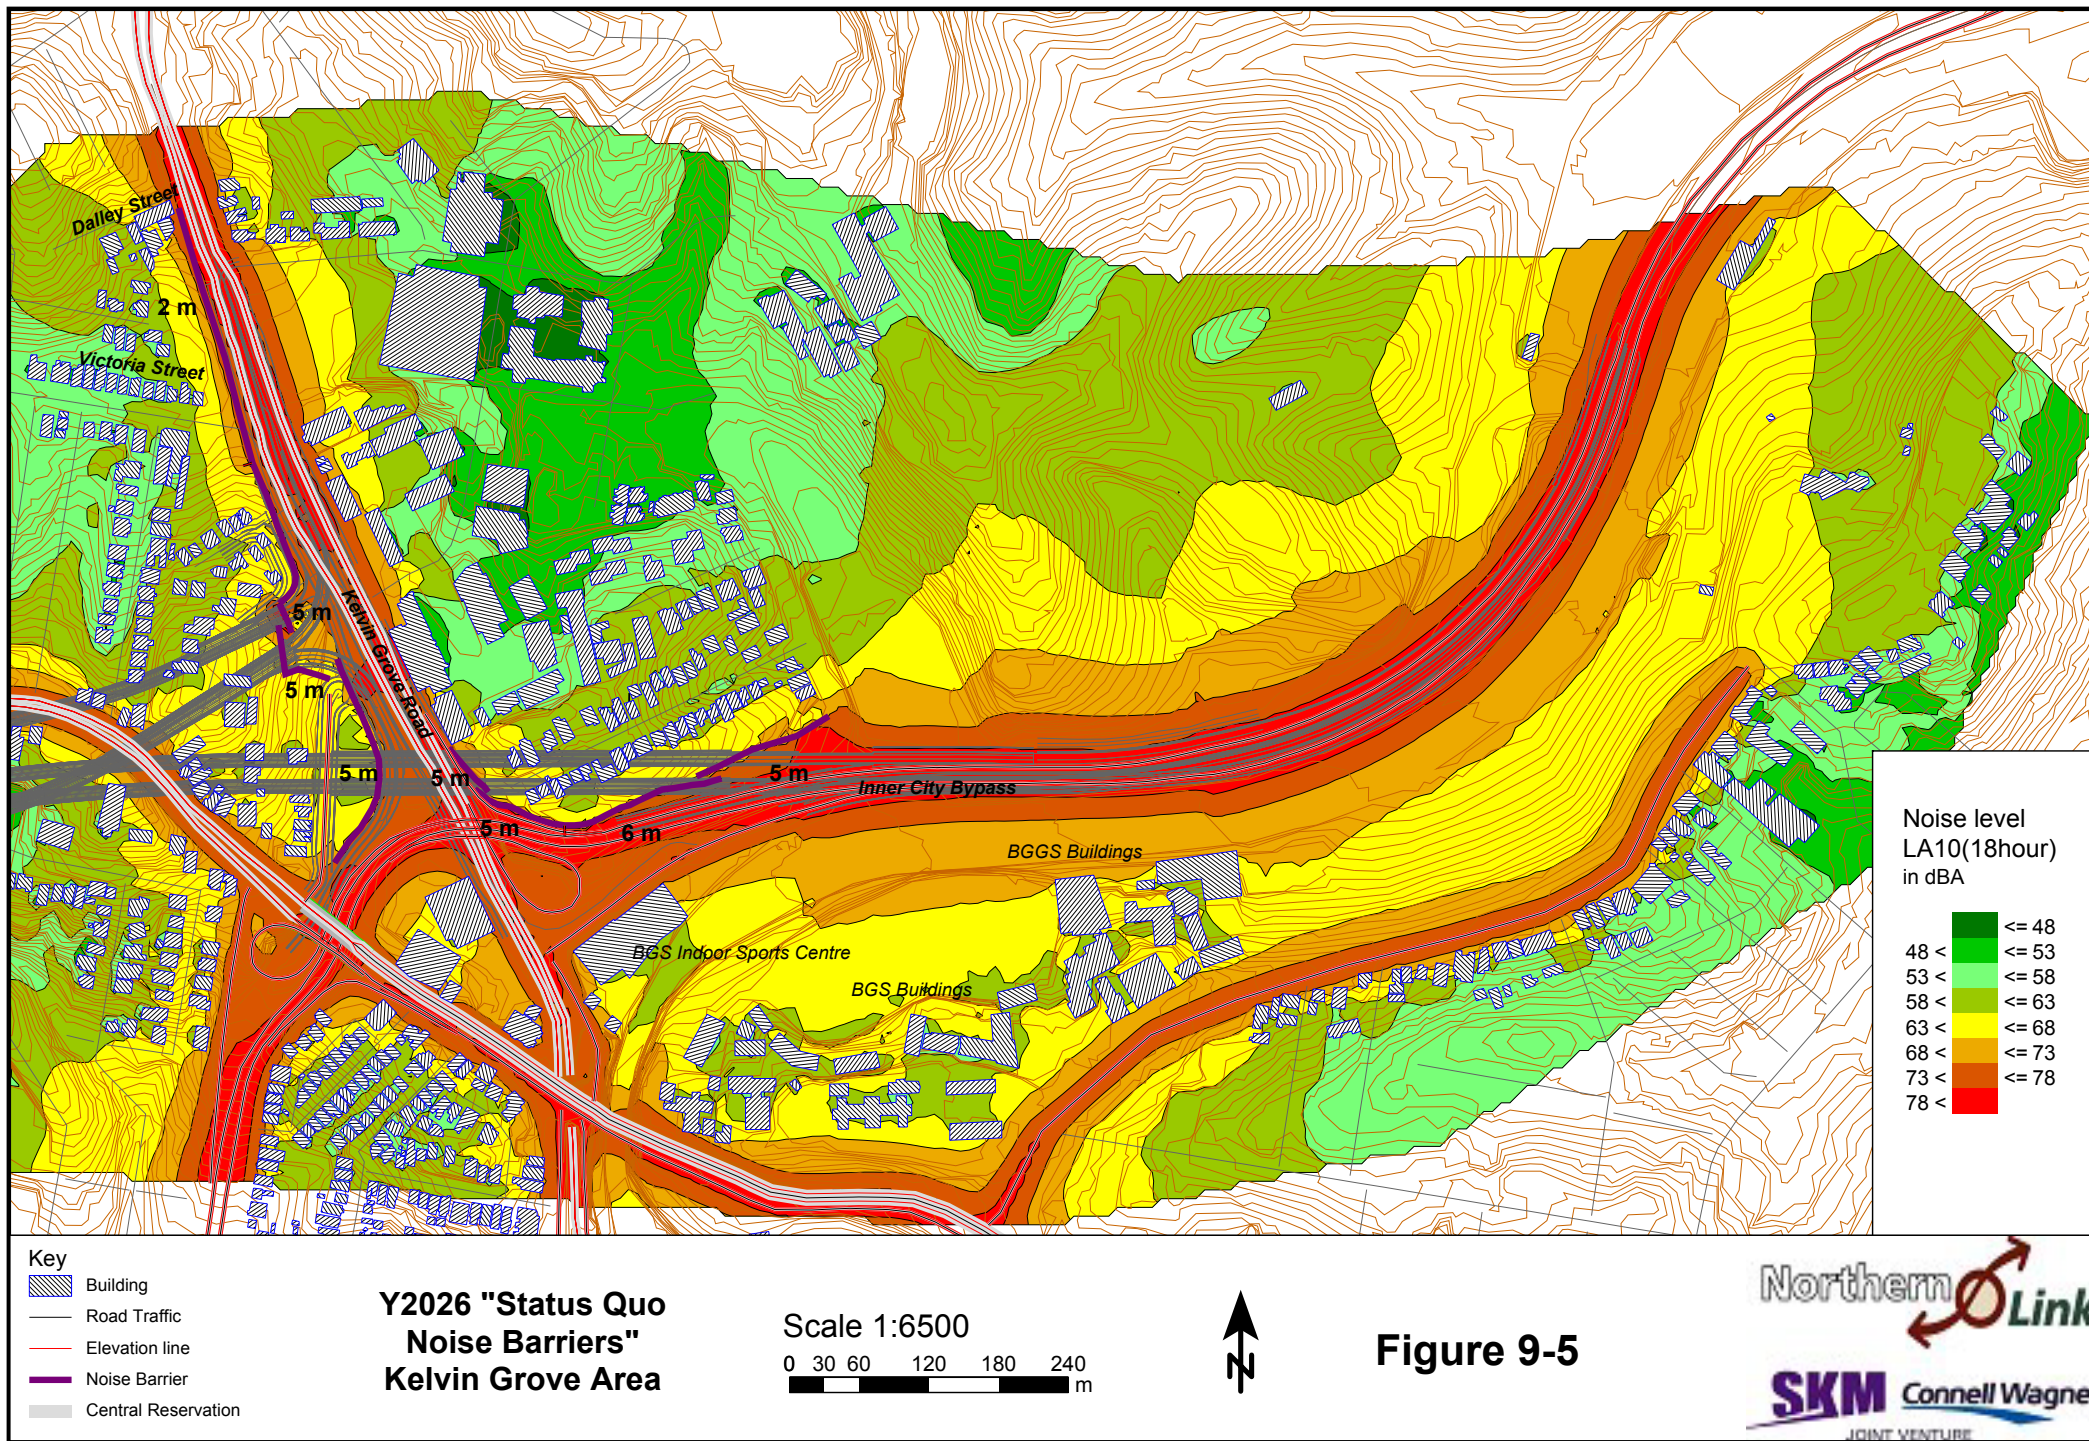 Dalley Street
2 m
Victoria Street
5 m
Kelvin Grove Road
5 m
5 m
5 m
5 m
Inner City Bypass
5 m
6 m
BGGS Buildings
BGS Indoor Sports Centre
BGS Buildings
Noise level
LA10(18hour)
in dBA
<= 48
48 < <= 53
53 < <= 58
58 < <= 63
63 < <= 68
68 < <= 73
73 < <= 78
78 <
Key
Building
Road Traffic
Elevation line
Noise Barrier
Central Reservation
Y2026 "Status Quo
Noise Barriers"
Kelvin Grove Area
Scale 1:6500
0 30 60 120 180 240
m
N
Figure 9-5
Northern
Link
SKM Connell Wagne
JOINT VENTURE